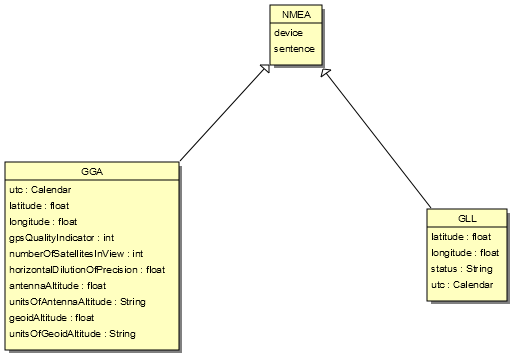 NMEA
device
sentence
GGA
utc : Calendar
latitude : float
longitude : float
gpsQualityIndicator : int
numberOfSatellitesInView : int
horizontalDilutionOfPrecision : float
antennaAltitude : float
unitsOfAntennaAltitude : String
geoidAltitude : float
unitsOfGeoidAltitude : String
GLL
latitude : float
longitude : float
status : String
utc : Calendar